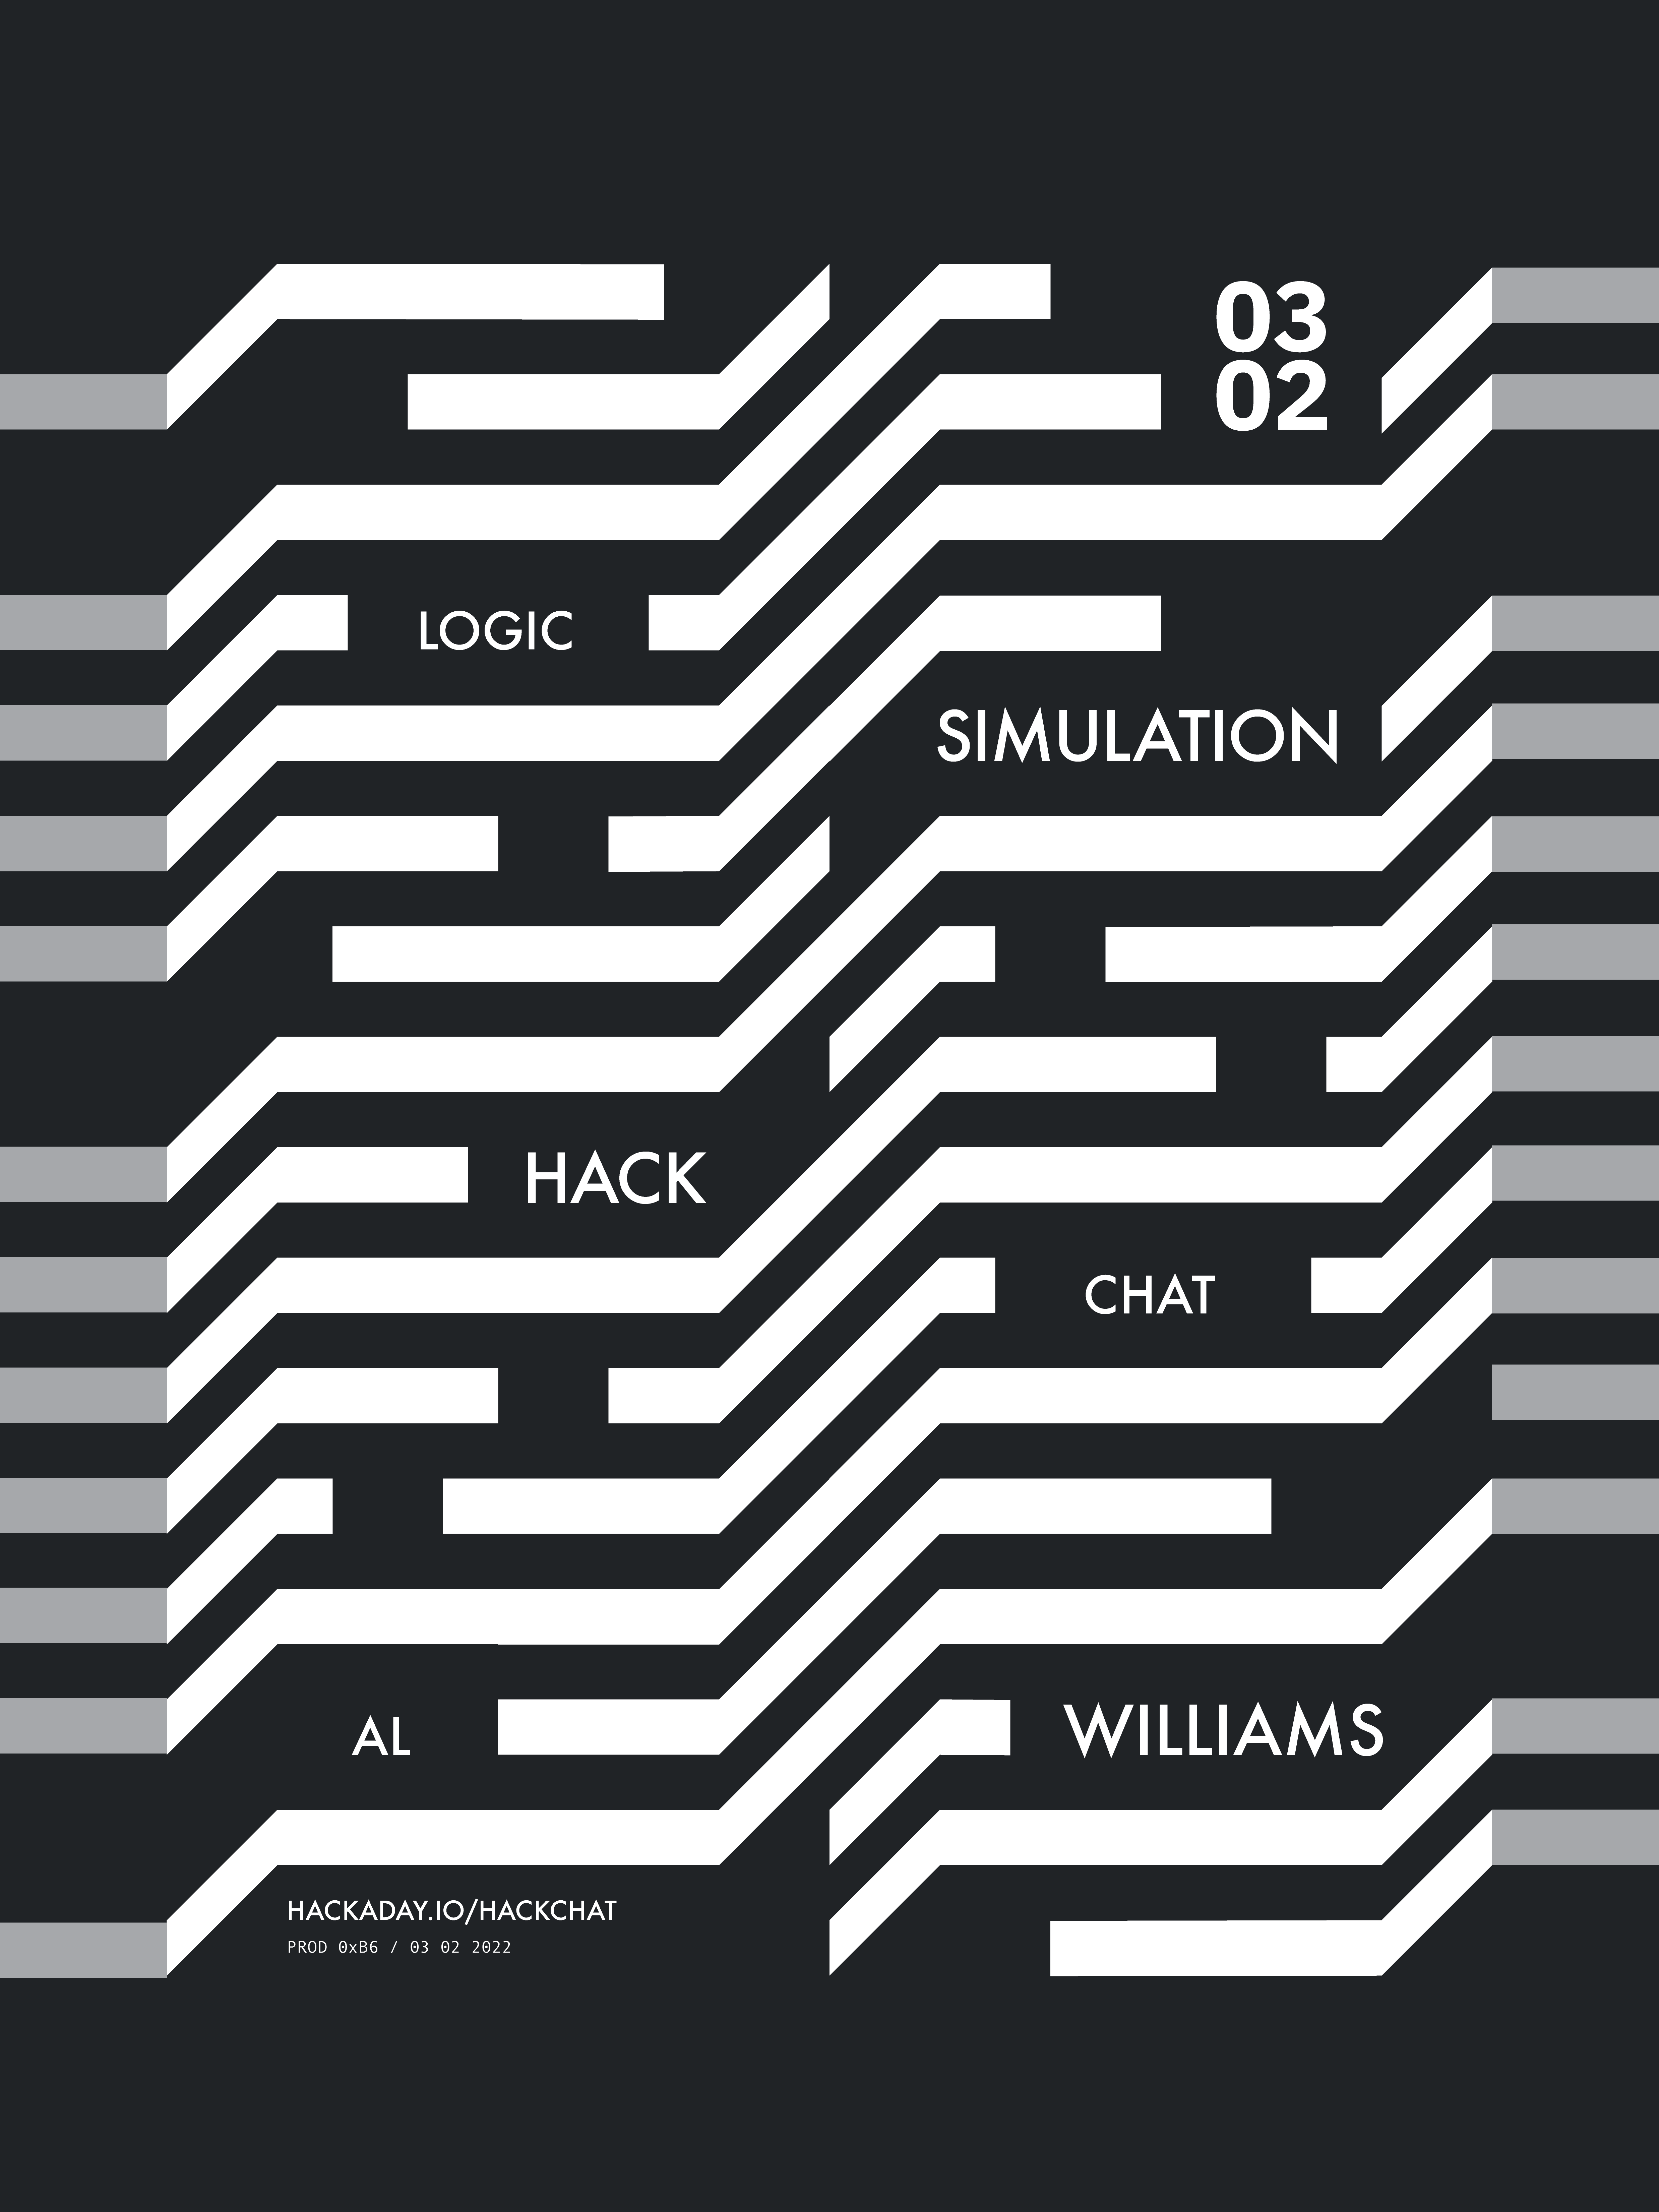 03
02
LOGIC
SIMULATION
HACK
CHAT
AL
WILLIAMS
HACKADAY.IO/HACKCHAT
PROD 0xB6 / 03 02 2022